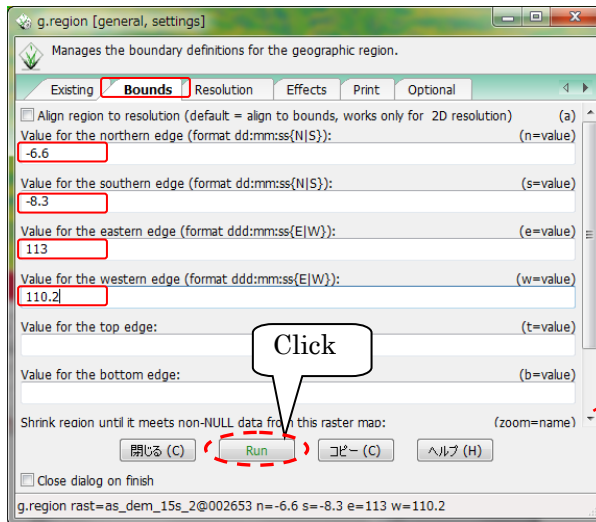 g.region [general, settings]
Manages the boundary definitions for the geographic region.
Existing Bounds Resolution Effects Print Optional
Align region to resolution (default = align to bounds, works only for 2D resolution) (a)
Value for the northern edge (format dd:mm:ss{N|S}): (n=value)
-6.6
Value for the southern edge (format dd:mm:ss{N|S}): (s=value)
-8.3
Value for the eastern edge (format ddd:mm:ss{E|W}): (e=value)
113
Value for the western edge (format ddd:mm:ss{E|W}): (w=value)
110.2
Value for the top edge: (t=value)
Click
Value for the bottom edge: (b=value)
Shrink region until it meets non-NULL data from this raster map: (zoom=name)
閉じる (C) Run コピー (C) ヘルプ (H)
Close dialog on finish
g.region rast=as_dem_15s_2@002653 n=-6.6 s=-8.3 e=113 w=110.2